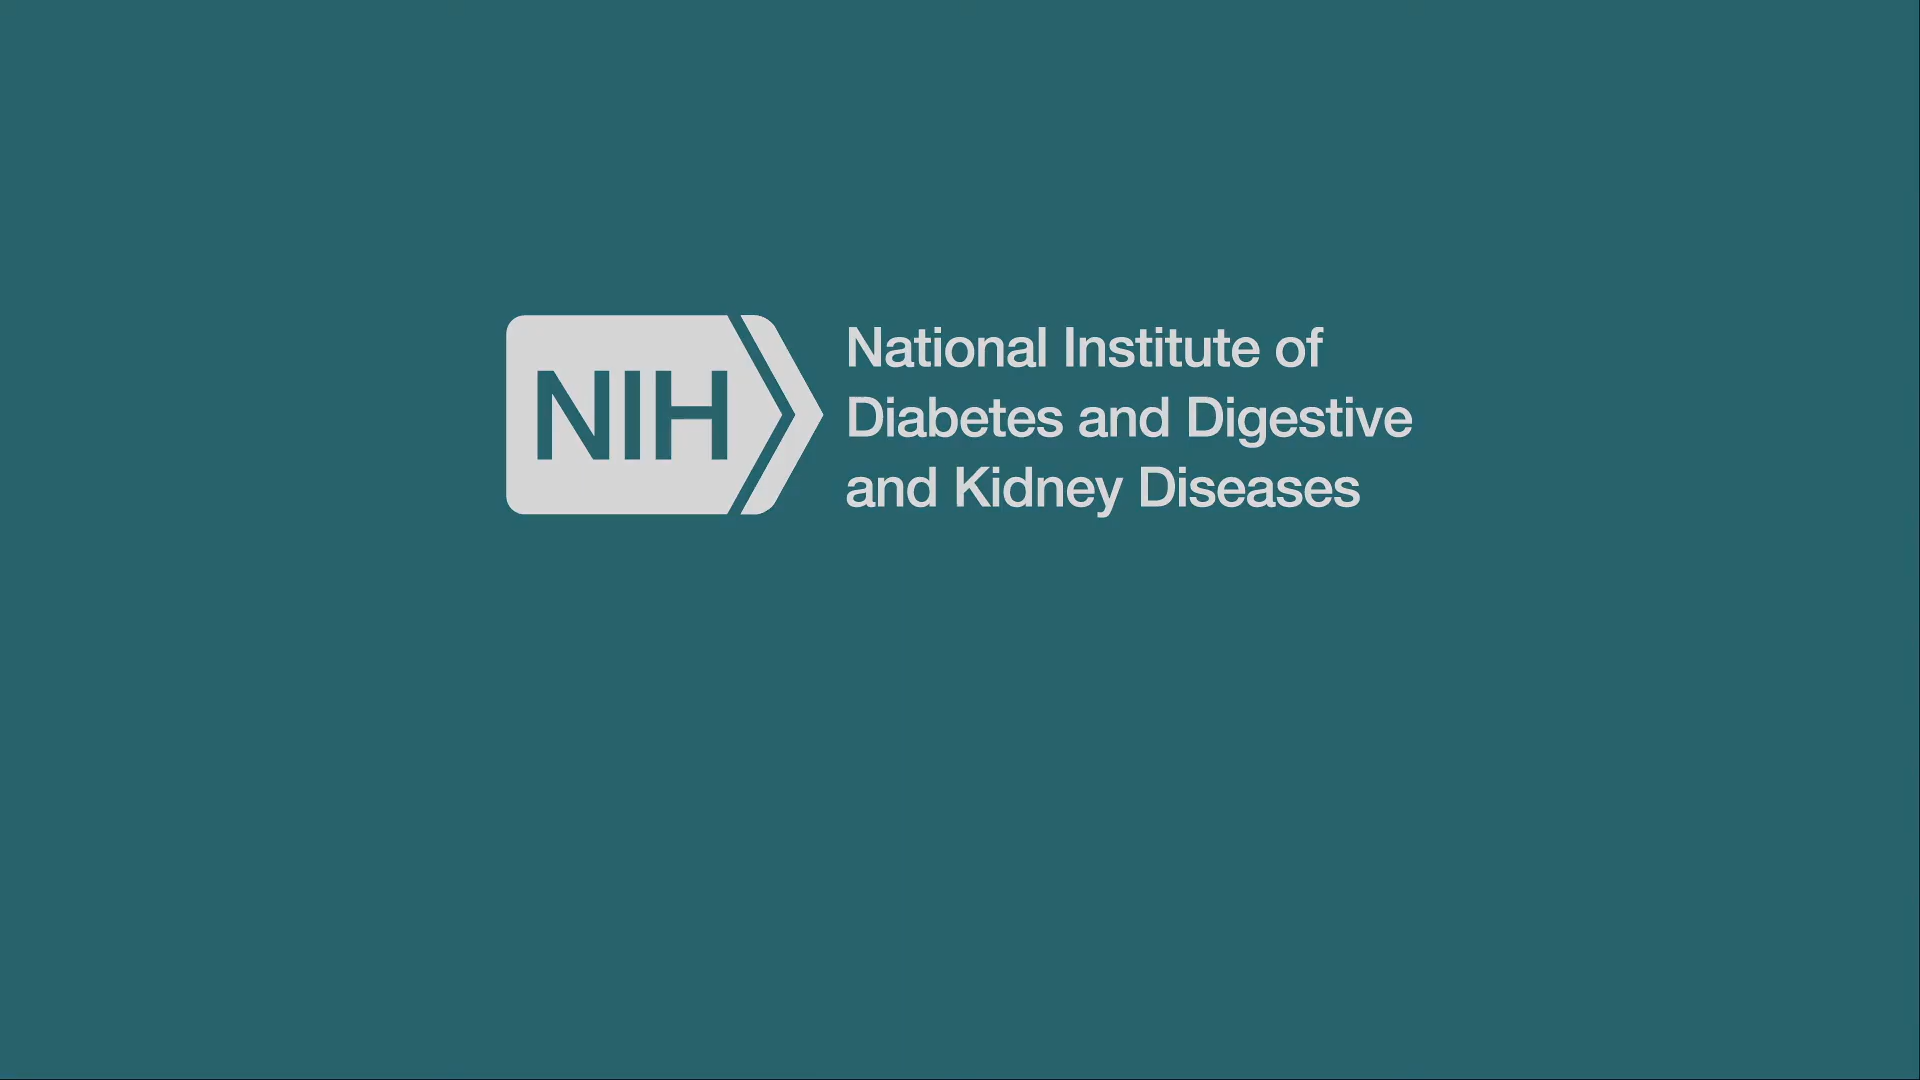 NIH
National Institute of
Diabetes and Digestive
and Kidney Diseases